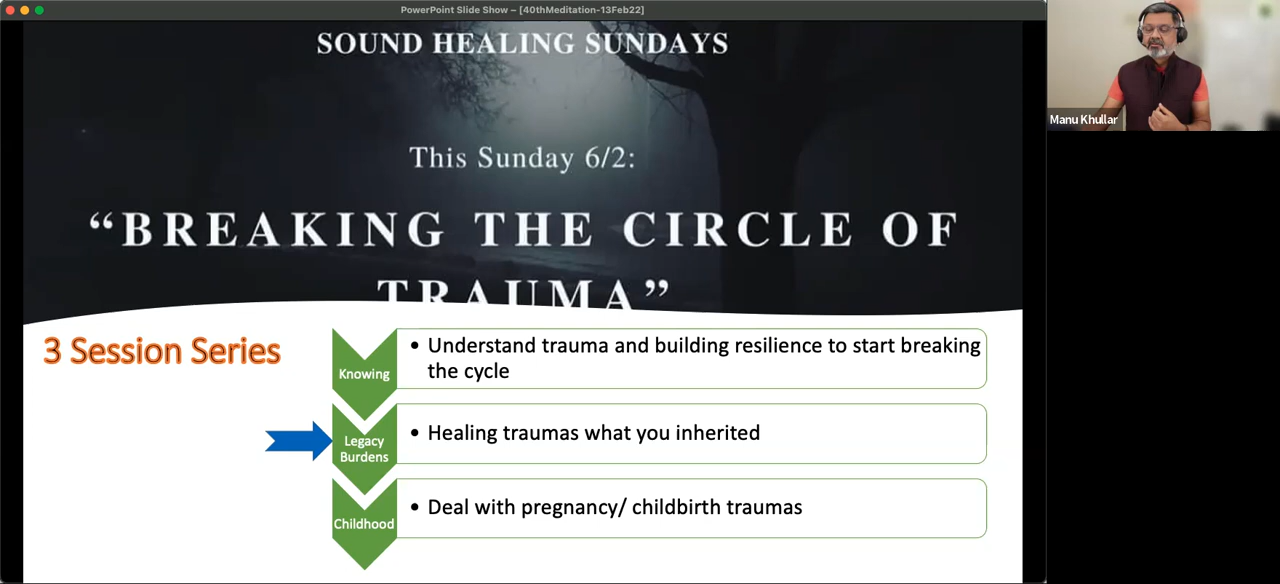 PowerPoint Slide Show – [40thMeditation-13Feb22]
SOUND HEALING SUNDAYS
This Sunday 6/2:
“BREAKING THE CIRCLE OF
TRAUMA”
3 Session Series
Knowing
• Understand trauma and building resilience to start breaking
the cycle
Legacy
Burdens
• Healing traumas what you inherited
Childhood
• Deal with pregnancy/ childbirth traumas
Manu Khullar